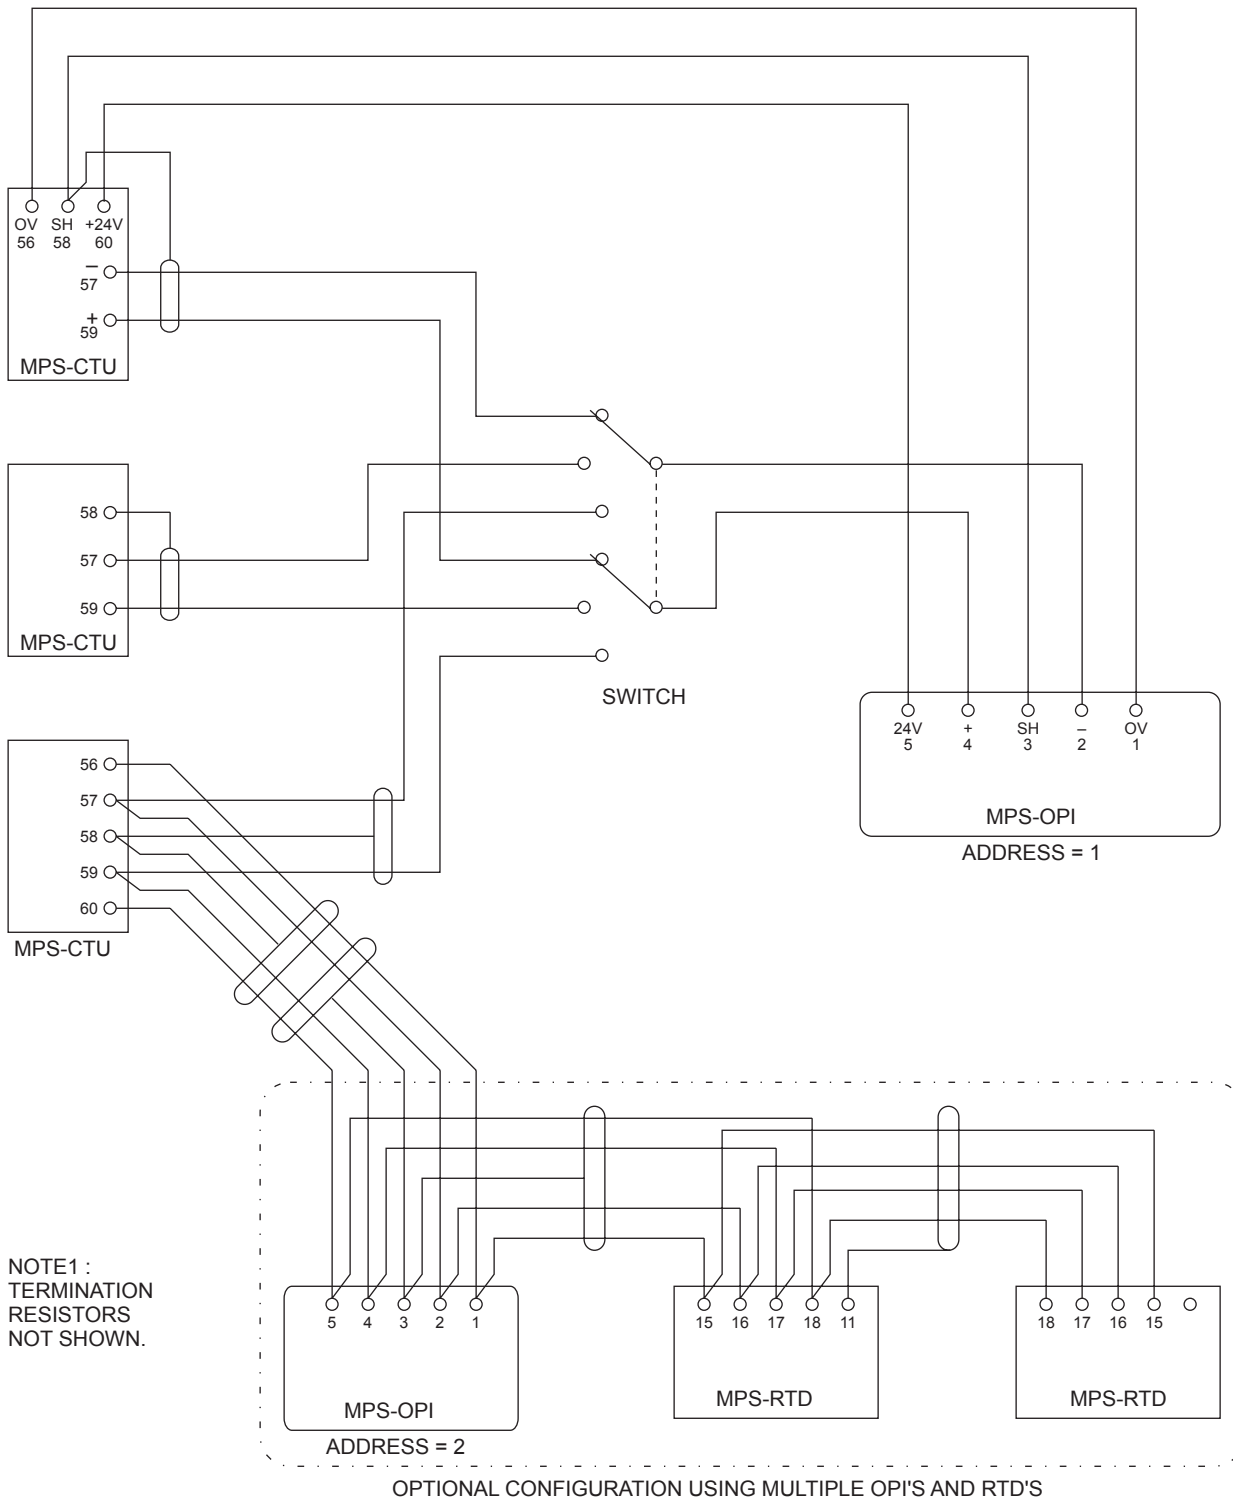 OV SH +24V
56 58 60
–
57
+
59
MPS-CTU
58
57
59
MPS-CTU
SWITCH
24V + SH – OV
5 4 3 2 1
MPS-OPI
ADDRESS = 1
56
57
58
59
60
MPS-CTU
NOTE1 :
TERMINATION
RESISTORS
NOT SHOWN.
5 4 3 2 1
MPS-OPI
ADDRESS = 2
15 16 17 18 11
MPS-RTD
18 17 16 15
MPS-RTD
OPTIONAL CONFIGURATION USING MULTIPLE OPI'S AND RTD'S